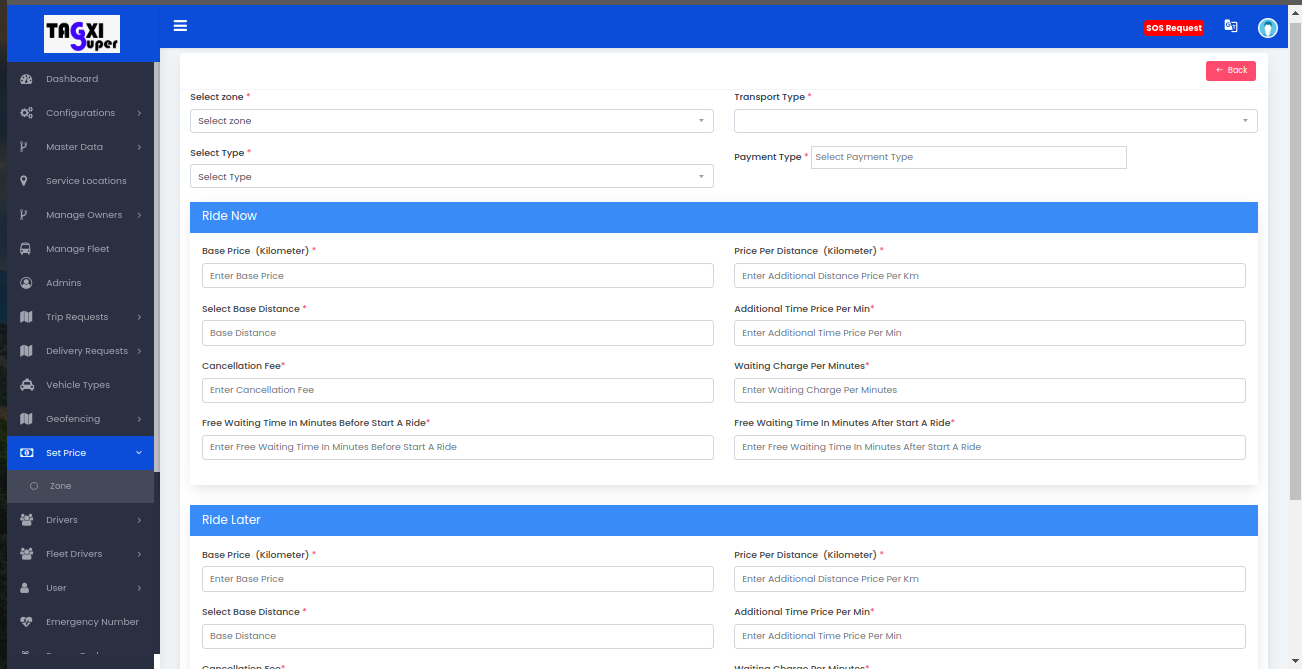 TAGXI
Super
SOS Request
Dashboard
Configurations
Master Data
Service Locations
Manage Owners
Manage Fleet
Admins
Trip Requests
Delivery Requests
Vehicle Types
Geofencing
Set Price
Zone
Drivers
Fleet Drivers
User
Emergency Number
← Back
Select zone *
Transport Type *
Select zone
Select Type *
Payment Type * Select Payment Type
Select Type
Ride Now
Base Price (Kilometer) *
Price Per Distance (Kilometer) *
Enter Base Price
Enter Additional Distance Price Per Km
Select Base Distance *
Additional Time Price Per Min*
Base Distance
Enter Additional Time Price Per Min
Cancellation Fee*
Waiting Charge Per Minutes*
Enter Cancellation Fee
Enter Waiting Charge Per Minutes
Free Waiting Time In Minutes Before Start A Ride*
Free Waiting Time In Minutes After Start A Ride*
Enter Free Waiting Time In Minutes Before Start A Ride
Enter Free Waiting Time In Minutes After Start A Ride
Ride Later
Base Price (Kilometer) *
Price Per Distance (Kilometer) *
Enter Base Price
Enter Additional Distance Price Per Km
Select Base Distance *
Additional Time Price Per Min*
Base Distance
Enter Additional Time Price Per Min
Cancellation Fee*
Waiting Charge Per Minutes*